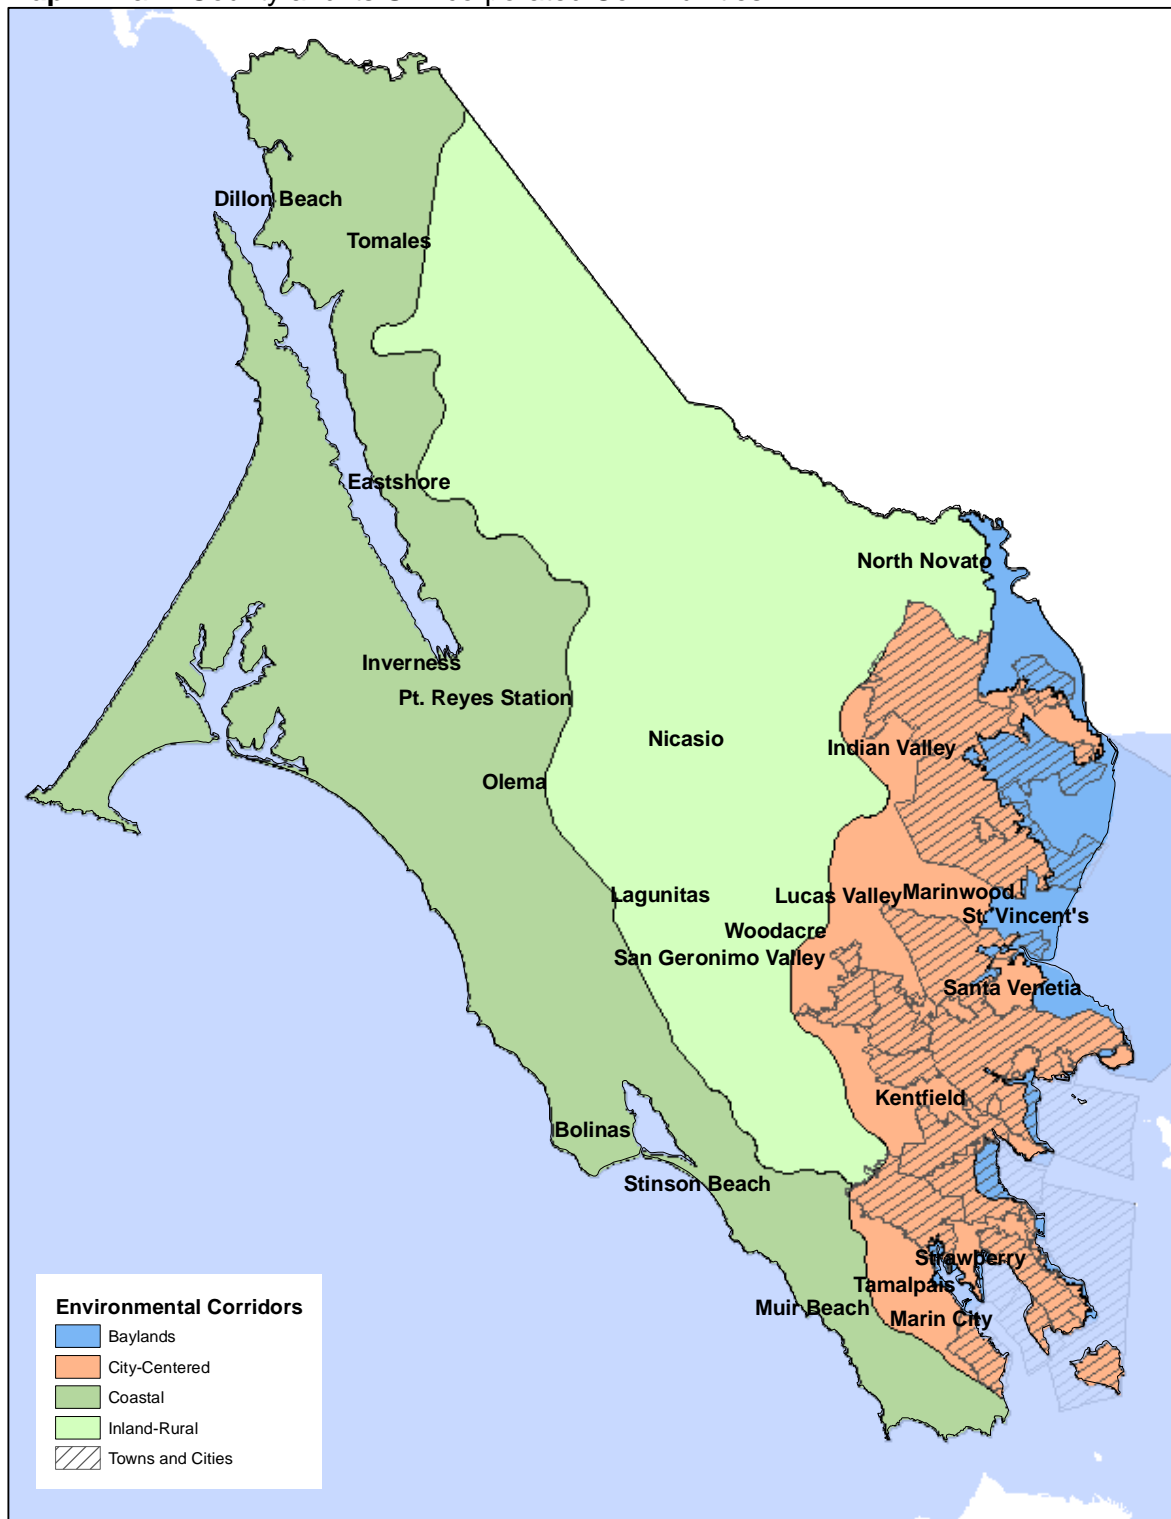 Dillon Beach
Tomales
Eastshore
North Novato
Inverness
Pt. Reyes Station
Nicasio
Indian Valley
Olema
Lagunitas
Lucas Valley
Marinwood
St. Vincent's
Woodacre
San Geronimo Valley
Santa Venetia
Kentfield
Bolinas
Stinson Beach
Strawberry
Tamalpais
Muir Beach
Marin City
Environmental Corridors
Baylands
City-Centered
Coastal
Inland-Rural
Towns and Cities